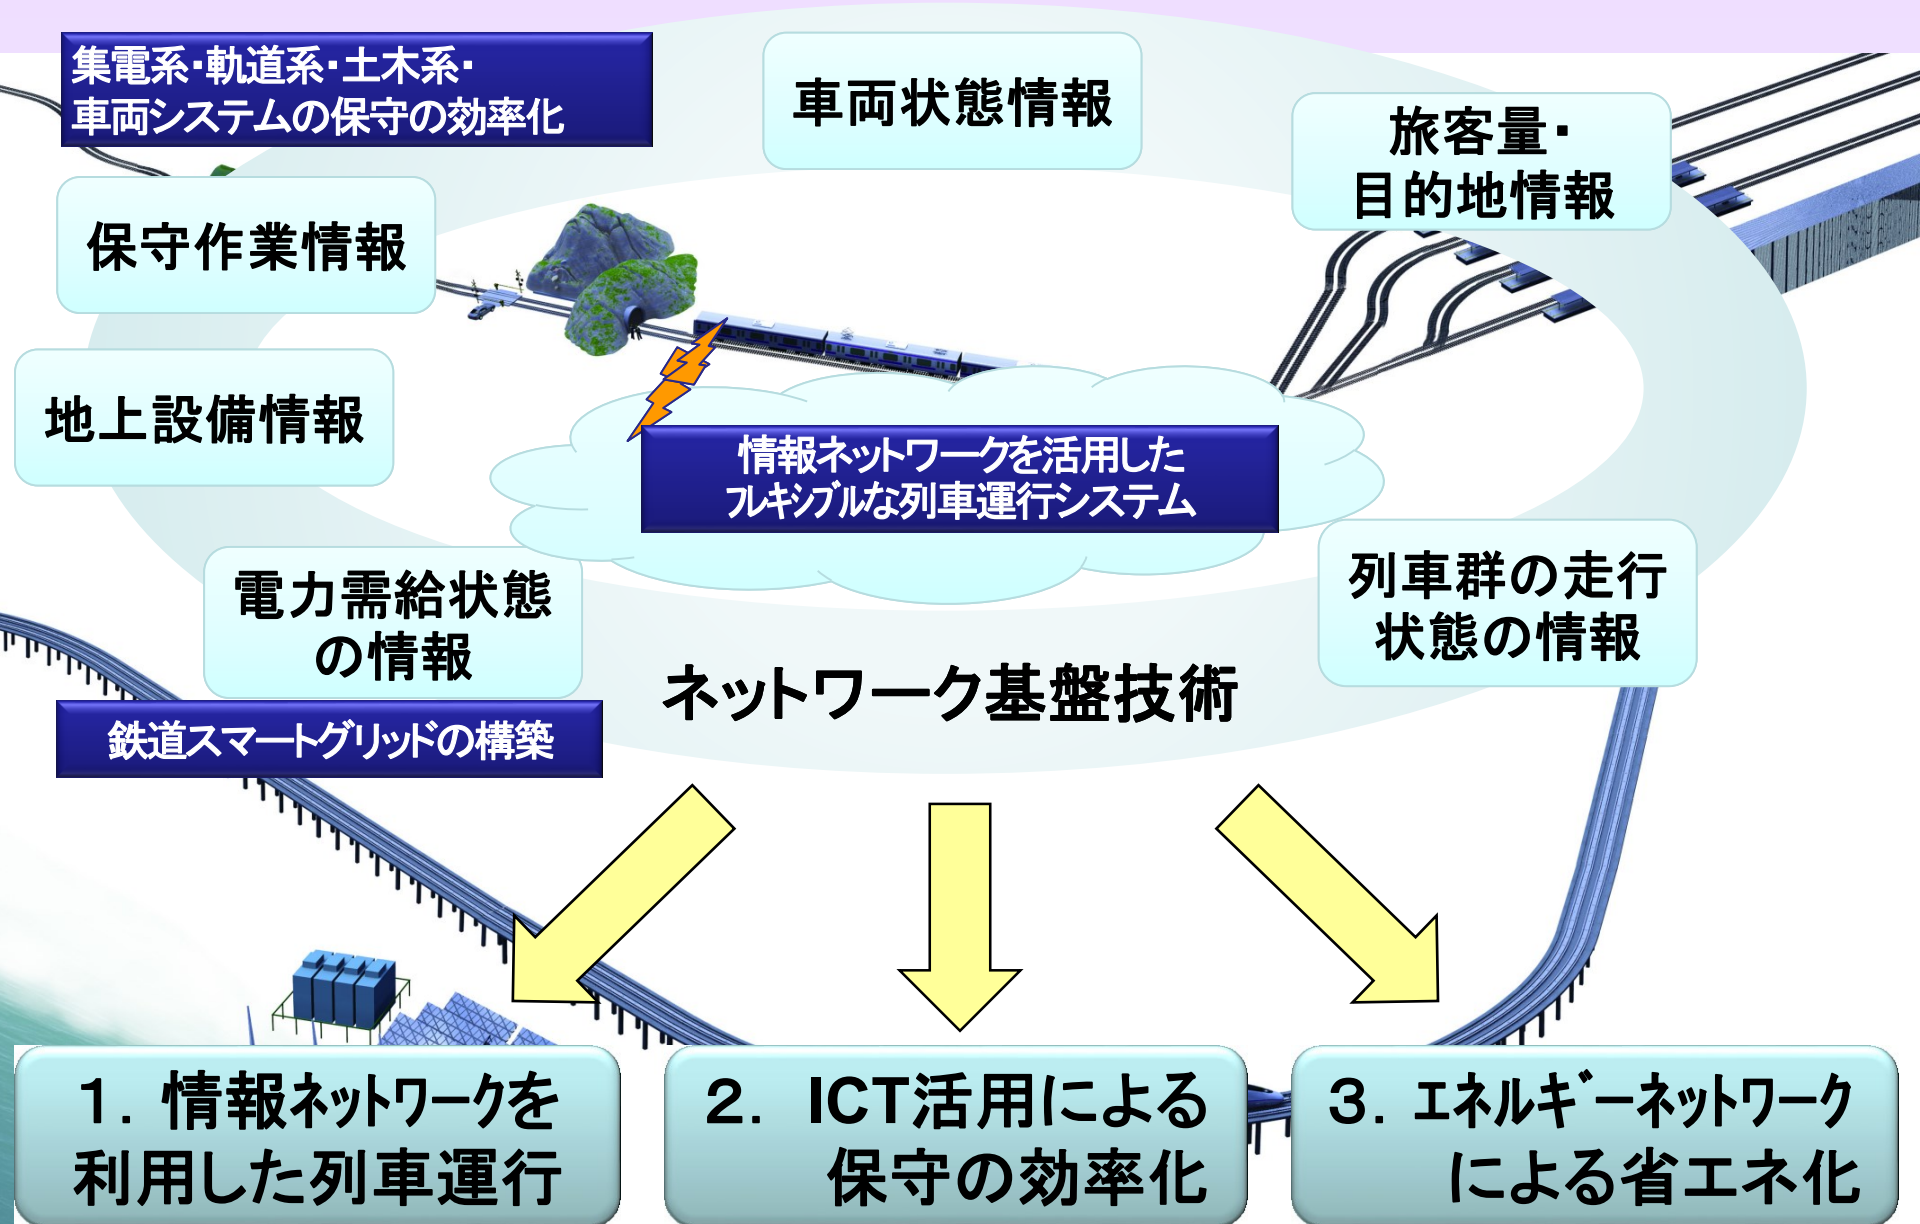 集電系・軌道系・土木系・
車両システムの保守の効率化
車両状態情報
旅客量・
目的地情報
保守作業情報
地上設備情報
情報ネットワークを活用した
フレキシブルな列車運行システム
電力需給状態
の情報
列車群の走行
状態の情報
ネットワーク基盤技術
鉄道スマートグリッドの構築
１．情報ネットワークを
利用した列車運行
２．ICT活用による
保守の効率化
３．エネルギーネットワーク
による省エネ化